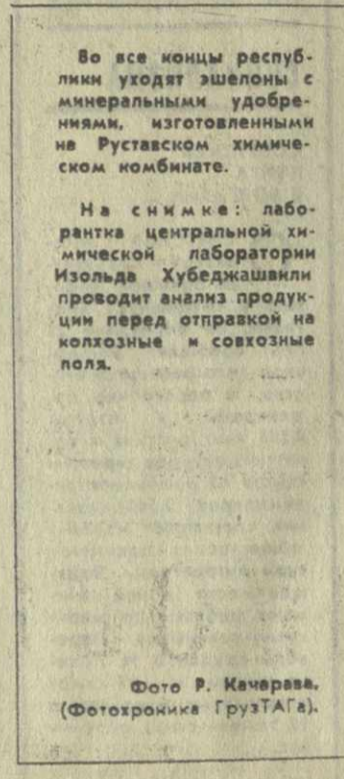 Во все концы респуб-
лики уходят эшелоны с
минеральными удобре-
ниями, изготовленными
на Руставском химиче-
ском комбинате.
На снимке: лабо-
рантка центральной хи-
мической лаборатории
Изольда Хубеджашвили
проводит анализ продук-
ции перед отправкой на
колхозные и совхозные
поля.
Фото Р. Качарава.
(Фотохроника ГрузТАГа).